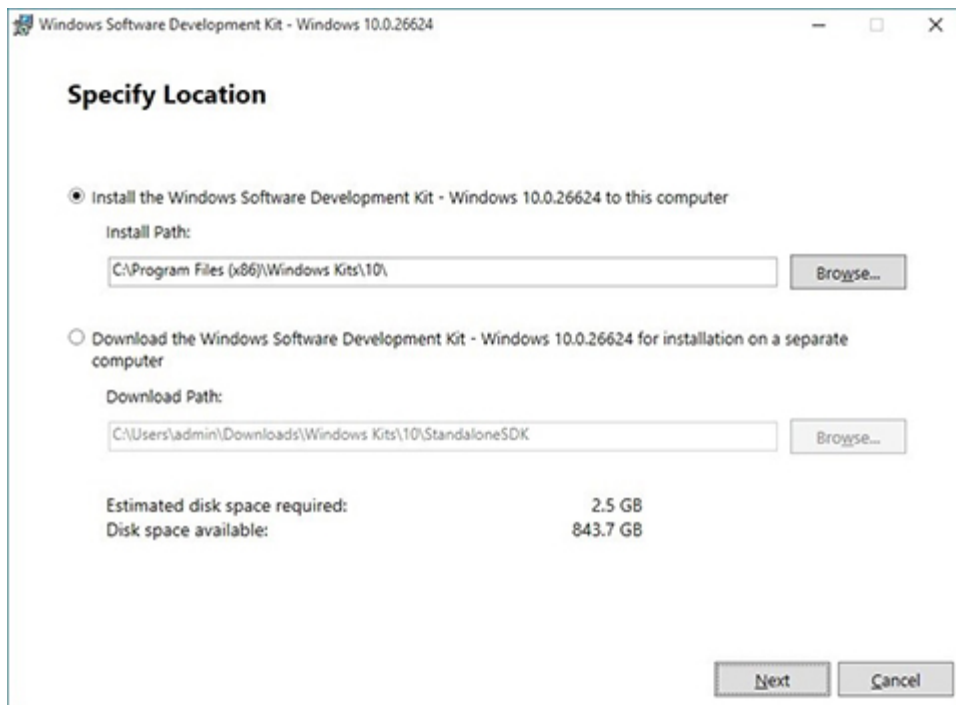 Windows Software Development Kit - Windows 10.0.26624
Specify Location
Install the Windows Software Development Kit - Windows 10.0.26624 to this computer
Install Path:
C:\Program Files (x86)\Windows Kits\10\
Browse...
Download the Windows Software Development Kit - Windows 10.0.26624 for installation on a separate
computer
Download Path:
C:\Users\admin\Downloads\Windows Kits\10\StandaloneSDK
Browse...
Estimated disk space required: 2.5 GB
Disk space available: 843.7 GB
Next Cancel